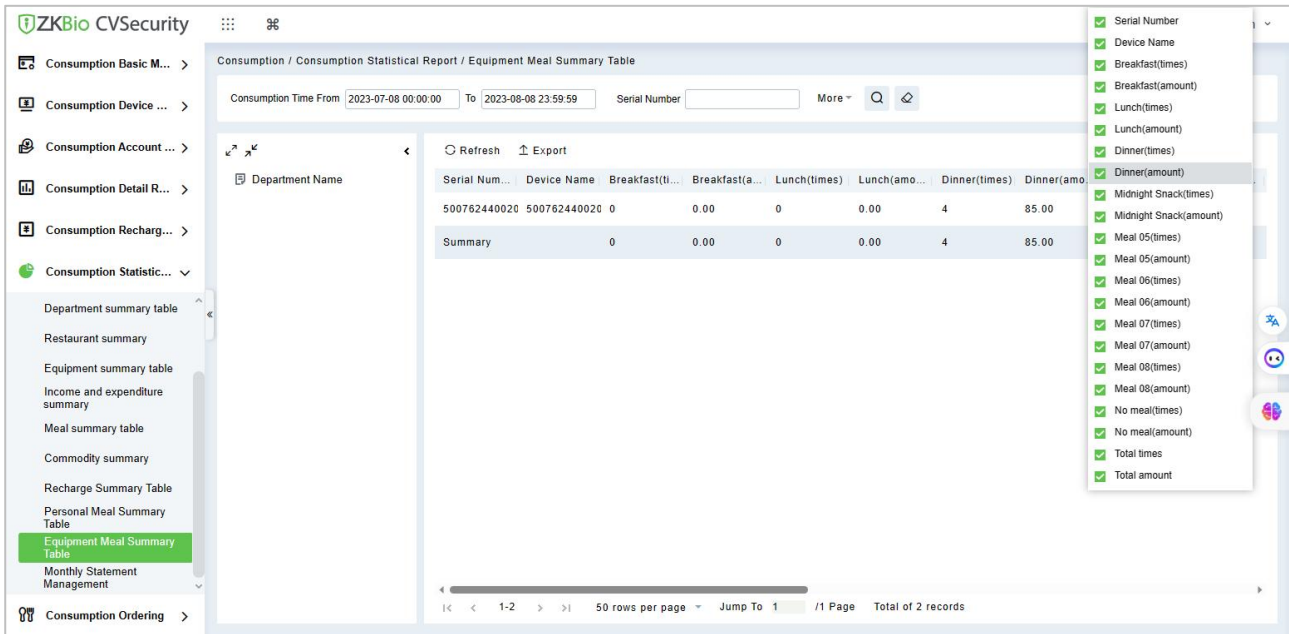 ZKBio CVSecurity
Consumption Basic M...
Consumption Device ...
Consumption Account ...
Consumption Detail R...
Consumption Recharg...
Consumption Statistic...
Department summary table
Restaurant summary
Equipment summary table
Income and expenditure
summary
Meal summary table
Commodity summary
Recharge Summary Table
Personal Meal Summary
Table
Equipment Meal Summary
Table
Monthly Statement
Management
Consumption Ordering
Consumption / Consumption Statistical Report / Equipment Meal Summary Table
Consumption Time From 2023-07-08 00:00:00 To 2023-08-08 23:59:59 Serial Number More
Department Name
Refresh Export
Serial Num... Device Name Breakfast(ti... Breakfast(a... Lunch(times) Lunch(amo... Dinner(times) Dinner(amo
500762440020 500762440020 0 0.00 0 0.00 4 85.00
Summary 0 0.00 0 0.00 4 85.00
1-2 50 rows per page Jump To 1 /1 Page Total of 2 records
Serial Number
Device Name
Breakfast(times)
Breakfast(amount)
Lunch(times)
Lunch(amount)
Dinner(times)
Dinner(amount)
Midnight Snack(times)
Midnight Snack(amount)
Meal 05(times)
Meal 05(amount)
Meal 06(times)
Meal 06(amount)
Meal 07(times)
Meal 07(amount)
Meal 08(times)
Meal 08(amount)
No meal(times)
No meal(amount)
Total times
Total amount